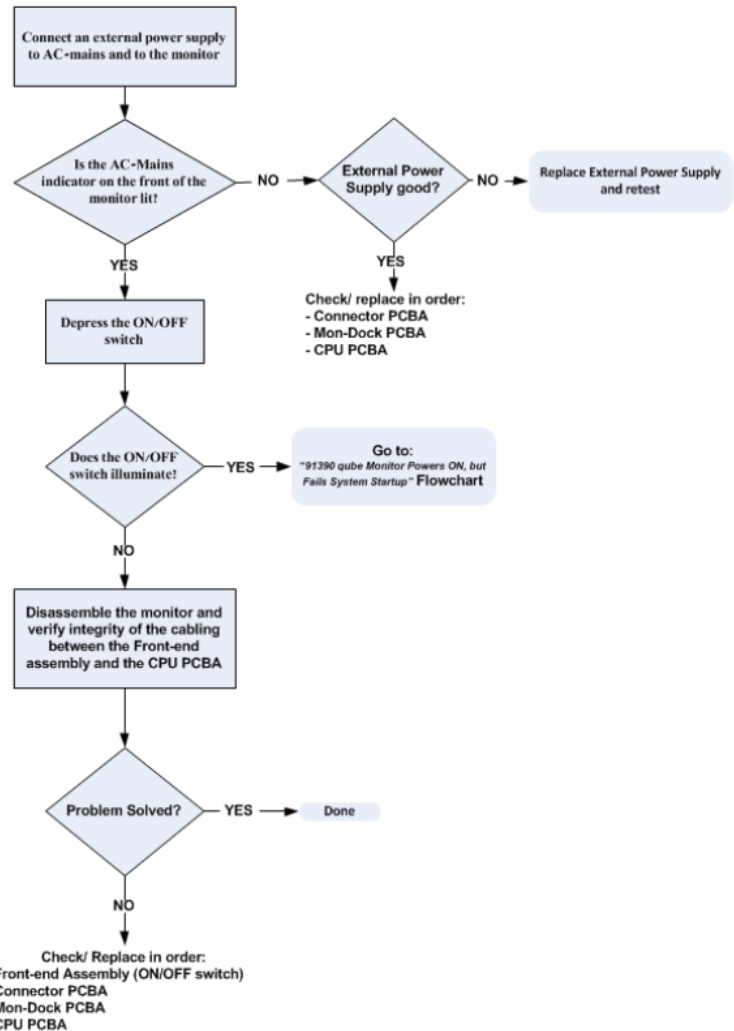 Connect an external power supply
to AC-mains and to the monitor
Is the AC-Mains
indicator on the front of the
monitor lit?
NO
External Power
Supply good?
NO
Replace External Power Supply
and retest
YES
YES
Check/ replace in order:
- Connector PCBA
- Mon-Dock PCBA
- CPU PCBA
Depress the ON/OFF
switch
Does the ON/OFF
switch illuminate?
YES
Go to:
"91390 qube Monitor Powers ON, but
Fails System Startup" Flowchart
NO
Disassemble the monitor and
verify integrity of the cabling
between the Front-end
assembly and the CPU PCBA
Problem Solved?
YES
Done
NO
Check/ Replace in order:
Front-end Assembly (ON/OFF switch)
Connector PCBA
Mon-Dock PCBA
CPU PCBA